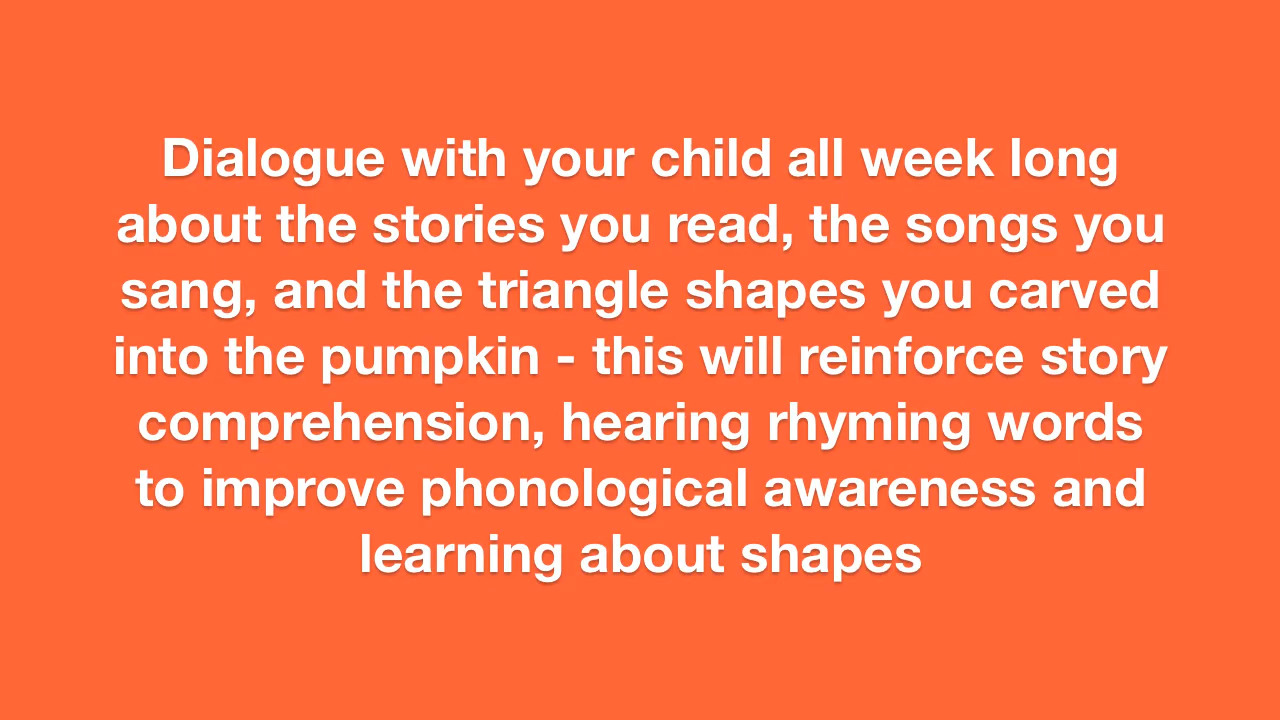 Dialogue with your child all week long
about the stories you read, the songs you
sang, and the triangle shapes you carved
into the pumpkin - this will reinforce story
comprehension, hearing rhyming words
to improve phonological awareness and
learning about shapes